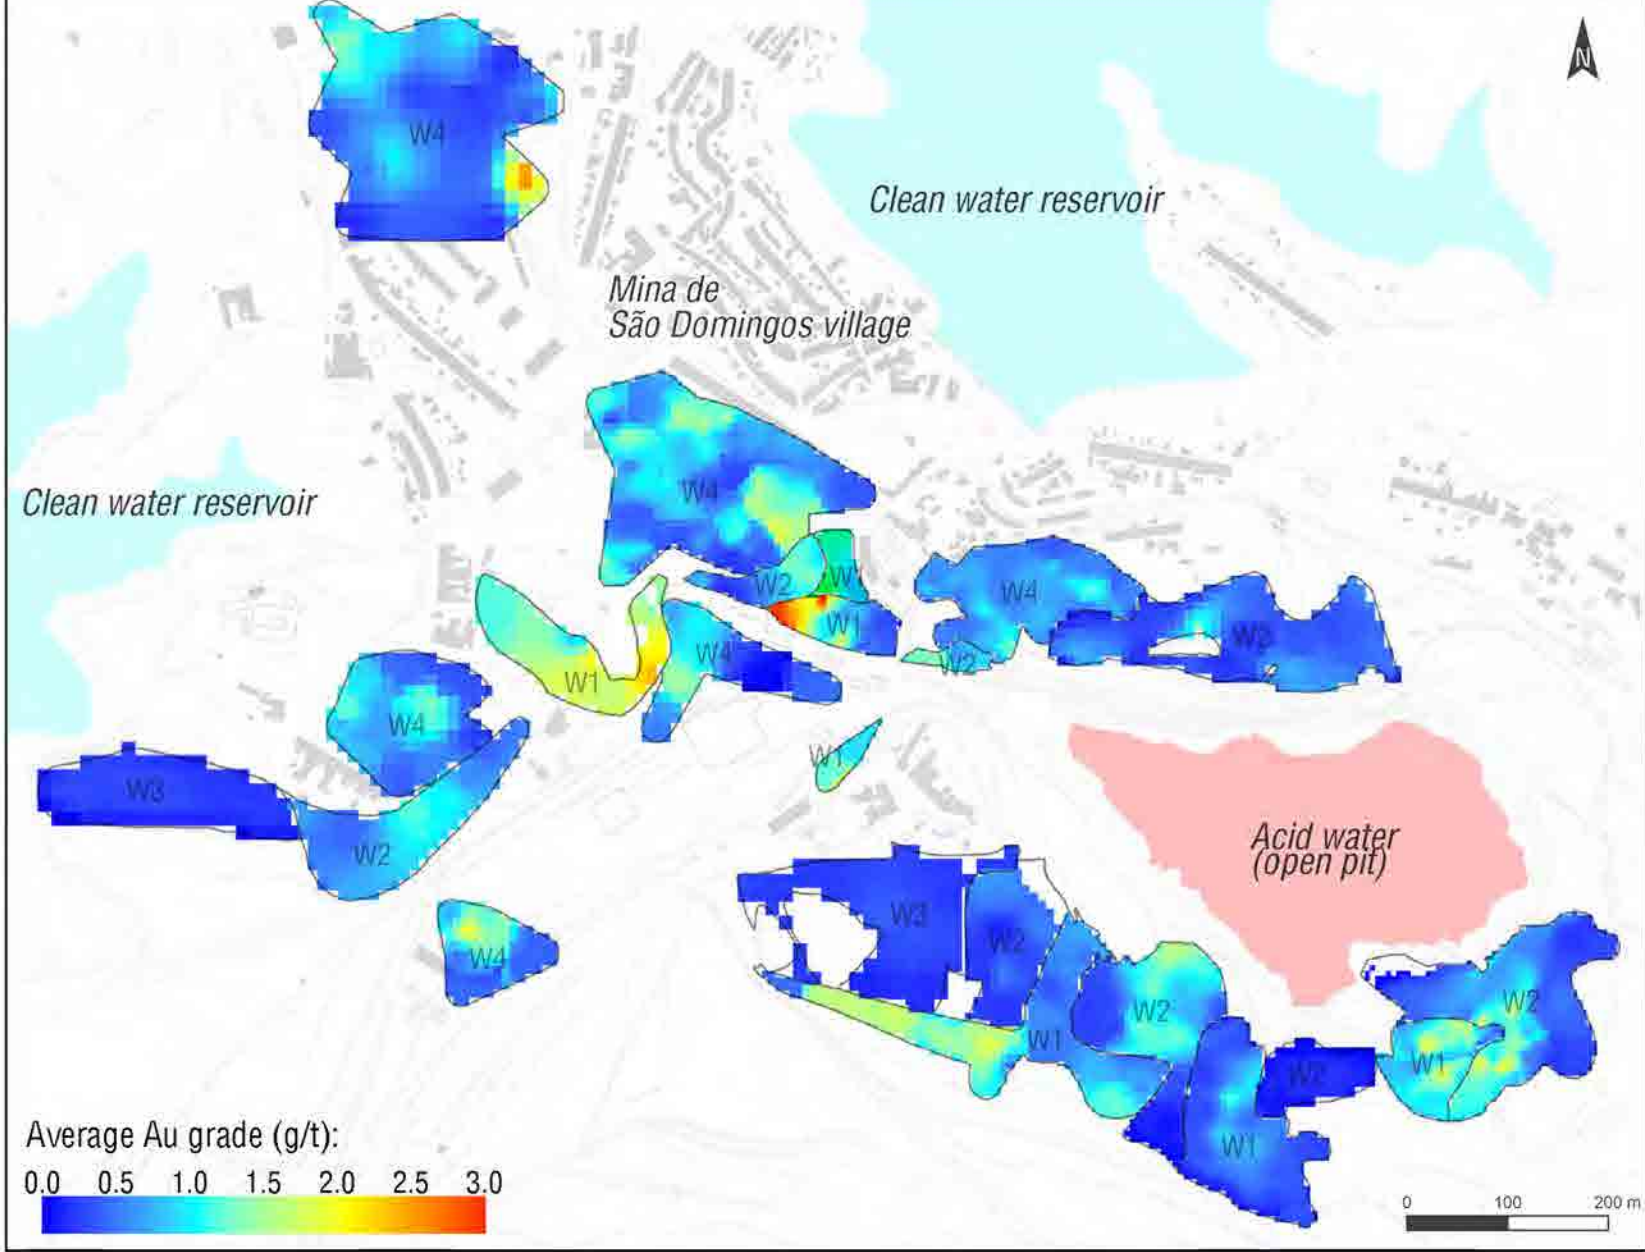 N
W4
Clean water reservoir
Mina de
São Domingos village
W4
Clean water reservoir
W2
W1
W4
W1
W4
W2
W2
W1
W4
W1
W3
W2
Acid water
(open pit)
W3
W4
W2
W2
W2
W1
W1
W2
W1
Average Au grade (g/t):
0.0 0.5 1.0 1.5 2.0 2.5 3.0
0 100 200 m